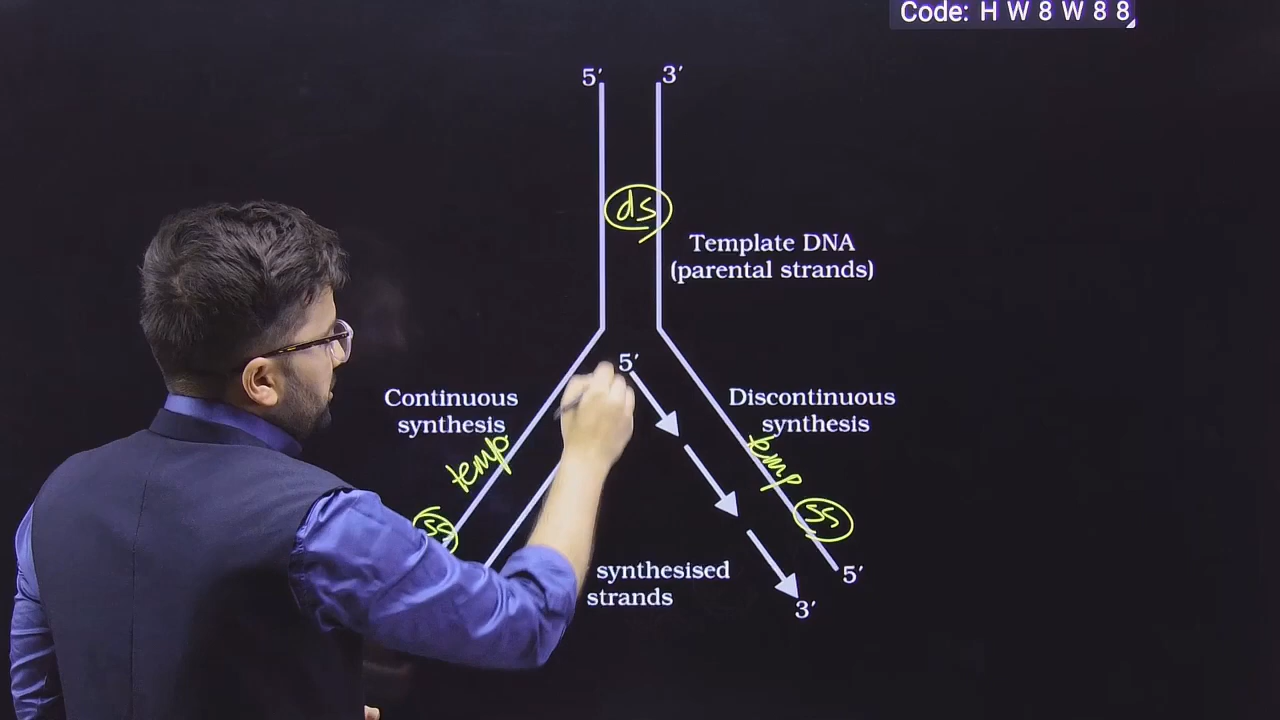 Code: H W 8 W 8 8
5′
3′
ds
Template DNA
(parental strands)
5′
Continuous
synthesis
Discontinuous
synthesis
temp
temp
ss
ss
synthesised
strands
5′
3′